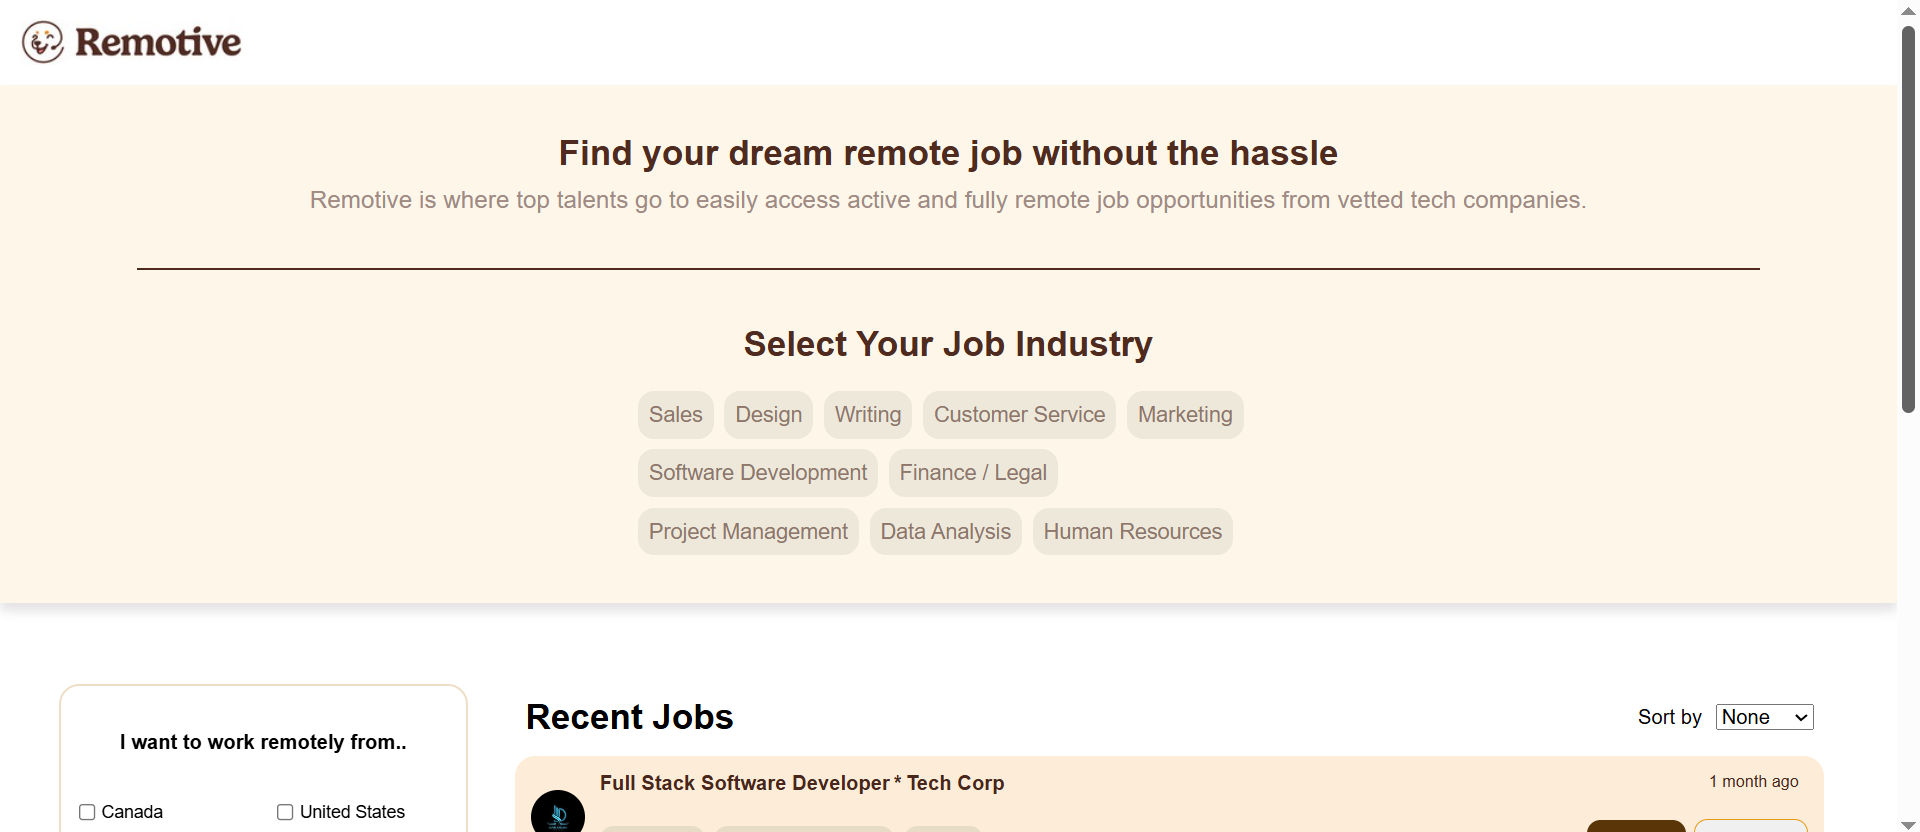 Remotive
Find your dream remote job without the hassle
Remotive is where top talents go to easily access active and fully remote job opportunities from vetted tech companies.
Select Your Job Industry
Sales Design Writing Customer Service Marketing
Software Development Finance / Legal
Project Management Data Analysis Human Resources
I want to work remotely from..
Canada United States
Recent Jobs
Sort by None
Full Stack Software Developer * Tech Corp
1 month ago